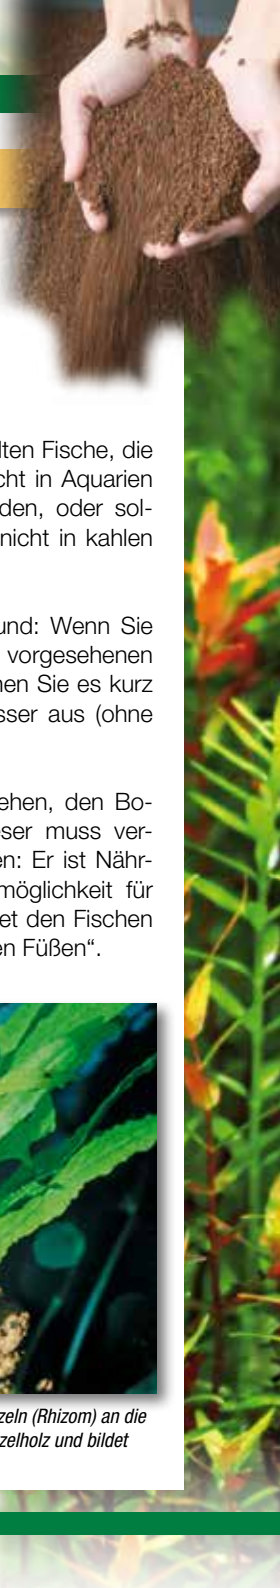 lten Fische, die
cht in Aquarien
den, oder sol-
nicht in kahlen
und: Wenn Sie
vorgesehenen
nen Sie es kurz
sser aus (ohne
ehen, den Bo-
eser muss ver-
en: Er ist Nähr-
möglichkeit für
et den Fischen
en Füßen“.
zeln (Rhizom) an die
zelholz und bildet